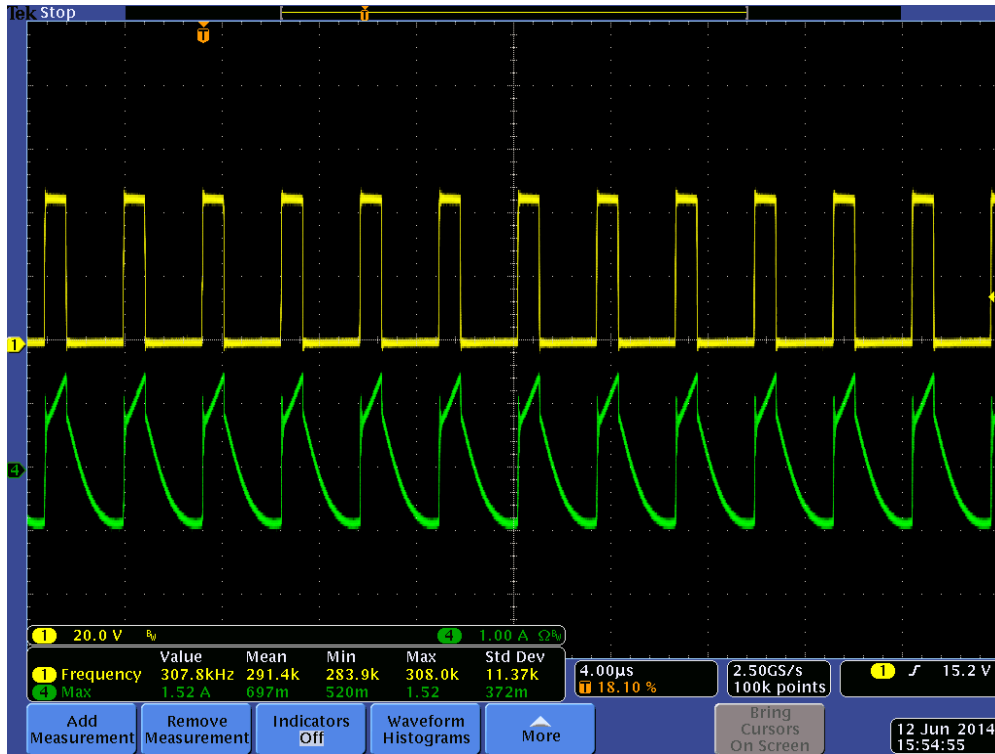 Tek Stop
T
T
1
4
1 20.0 V BW 4 1.00 A ΩBW
Value Mean Min Max Std Dev
1 Frequency 307.8kHz 291.4k 283.9k 308.0k 11.37k
4 Max 1.52 A 697m 520m 1.52 372m
4.00µs
T 18.10 %
2.50GS/s
100k points
1 15.2 V
Add Measurement
Remove Measurement
Indicators
Off
Waveform Histograms
More
Bring Cursors On Screen
12 Jun 2014
15:54:55